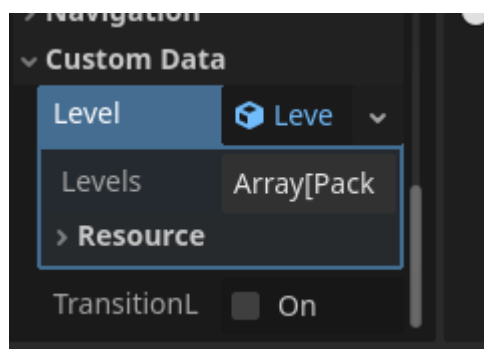 Navigation
Custom Data
Level Leve
Levels Array[Pack
Resource
TransitionL On